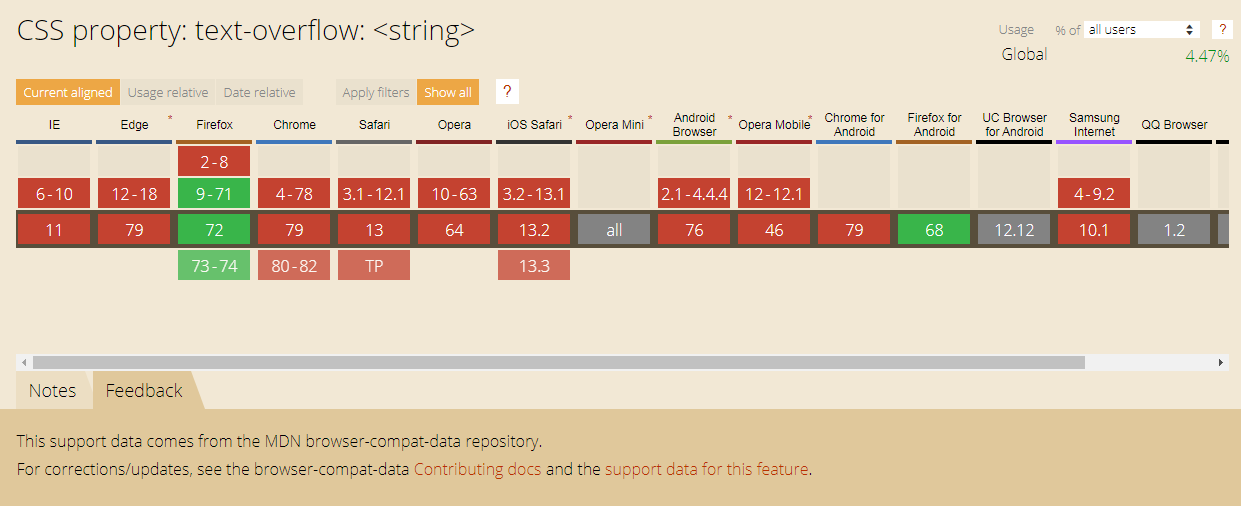 CSS property: text-overflow: <string>
Usage % of all users ?
Global 4.47%
Current aligned Usage relative Date relative Apply filters Show all ?
IE Edge * Firefox Chrome Safari Opera iOS Safari * Opera Mini * Android Browser * Opera Mobile * Chrome for Android Firefox for Android UC Browser for Android Samsung Internet QQ Browser
2-8
6-10 12-18 9-71 4-78 3.1-12.1 10-63 3.2-13.1 2.1-4.4.4 12-12.1 4-9.2
11 79 72 79 13 64 13.2 all 76 46 79 68 12.12 10.1 1.2
73-74 80-82 TP 13.3
Notes Feedback
This support data comes from the MDN browser-compat-data repository.
For corrections/updates, see the browser-compat-data Contributing docs and the support data for this feature.